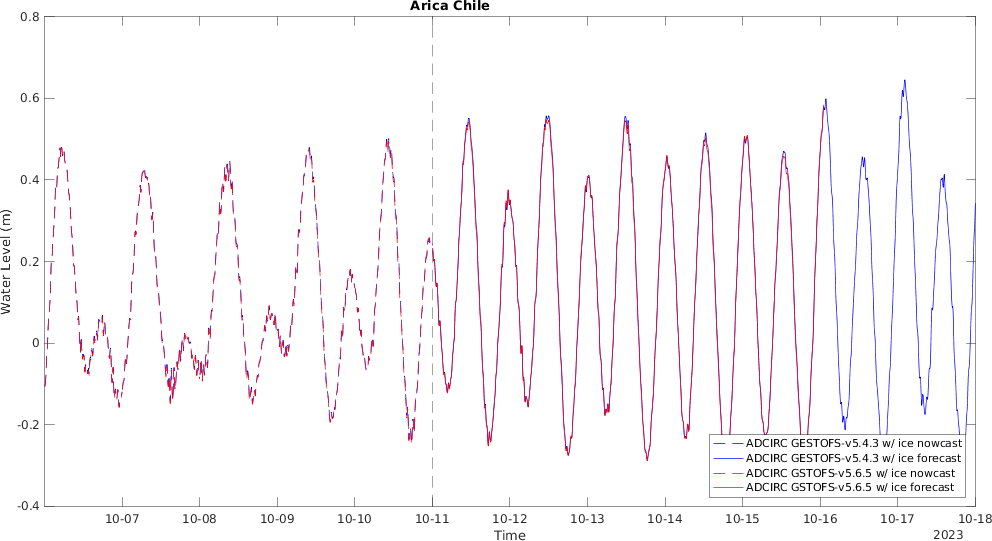 Arica Chile
Water Level (m)
0.8
0.6
0.4
0.2
0
-0.2
-0.4
ADCIRC GESTOFS-v5.4.3 w/ ice nowcast
ADCIRC GESTOFS-v5.4.3 w/ ice forecast
ADCIRC GSTOFS-v5.6.5 w/ ice nowcast
ADCIRC GSTOFS-v5.6.5 w/ ice forecast
10-07 10-08 10-09 10-10 10-11 10-12 10-13 10-14 10-15 10-16 10-17 10-18
Time
2023